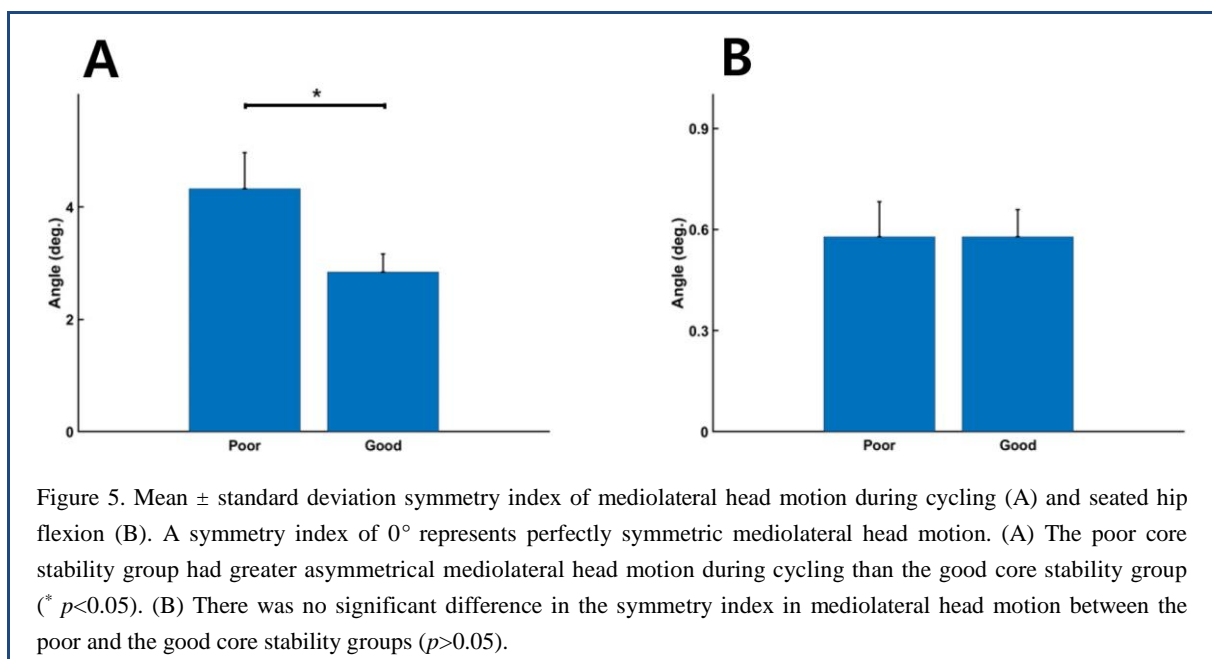 A
*
Angle (deg.)
4
2
0
Poor Good
B
Angle (deg.)
0.9
0.6
0.3
0
Poor Good
Figure 5. Mean ± standard deviation symmetry index of mediolateral head motion during cycling (A) and seated hip
flexion (B). A symmetry index of 0° represents perfectly symmetric mediolateral head motion. (A) The poor core
stability group had greater asymmetrical mediolateral head motion during cycling than the good core stability group
(* p<0.05). (B) There was no significant difference in the symmetry index in mediolateral head motion between the
poor and the good core stability groups (p>0.05).